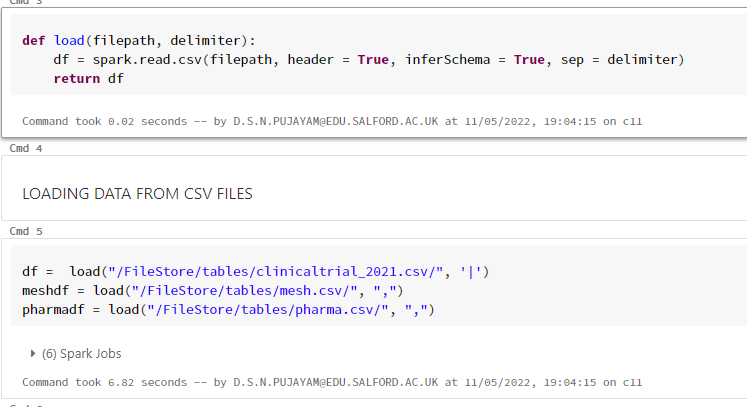 Cmd 3
def load(filepath, delimiter):
    df = spark.read.csv(filepath, header = True, inferSchema = True, sep = delimiter)
    return df
Command took 0.02 seconds -- by D.S.N.PUJAYAM@EDU.SALFORD.AC.UK at 11/05/2022, 19:04:15 on c11
Cmd 4
LOADING DATA FROM CSV FILES
Cmd 5
df =  load("/FileStore/tables/clinicaltrial_2021.csv/", '|')
meshdf = load("/FileStore/tables/mesh.csv/", ",")
pharmadf = load("/FileStore/tables/pharma.csv/", ",")
(6) Spark Jobs
Command took 6.82 seconds -- by D.S.N.PUJAYAM@EDU.SALFORD.AC.UK at 11/05/2022, 19:04:15 on c11